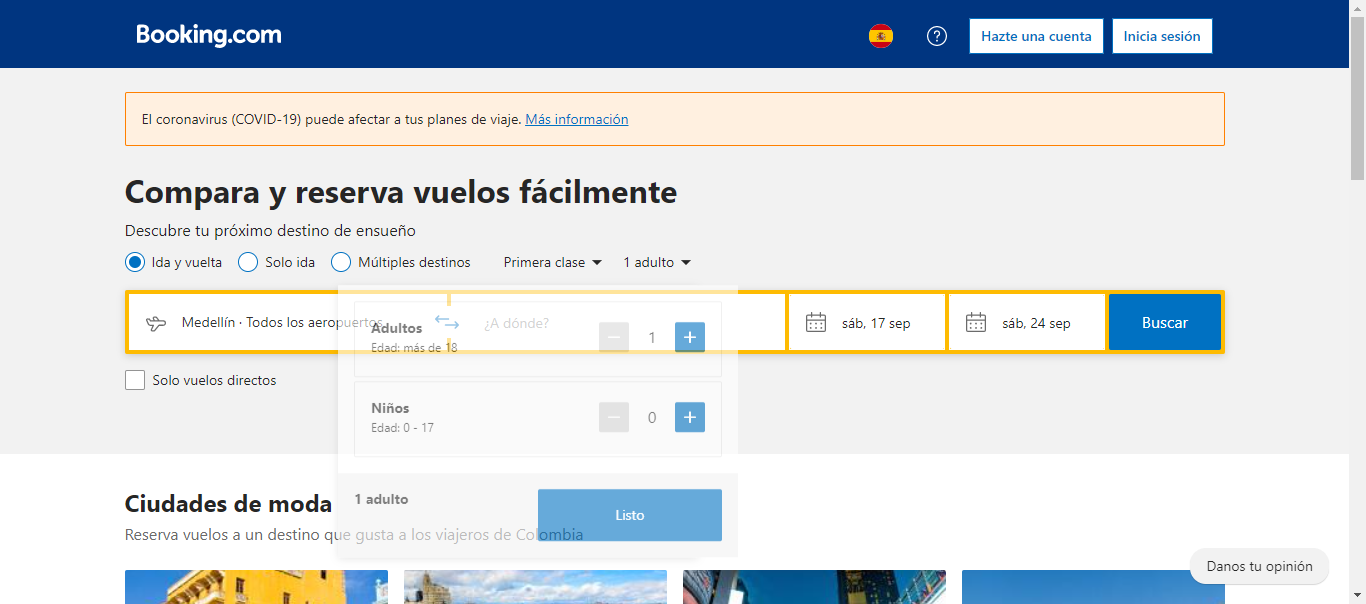 Booking.com
Hazte una cuenta
Inicia sesión
El coronavirus (COVID-19) puede afectar a tus planes de viaje. Más información
Compara y reserva vuelos fácilmente
Descubre tu próximo destino de ensueño
Ida y vuelta
Solo ida
Múltiples destinos
Primera clase
1 adulto
Medellín · Todos los aeropuertos
¿A dónde?
sáb, 17 sep
sáb, 24 sep
Buscar
Adultos
Edad: más de 18
1
Solo vuelos directos
Niños
Edad: 0 - 17
0
1 adulto
Listo
Ciudades de moda
Reserva vuelos a un destino que gusta a los viajeros de Colombia
Danos tu opinión